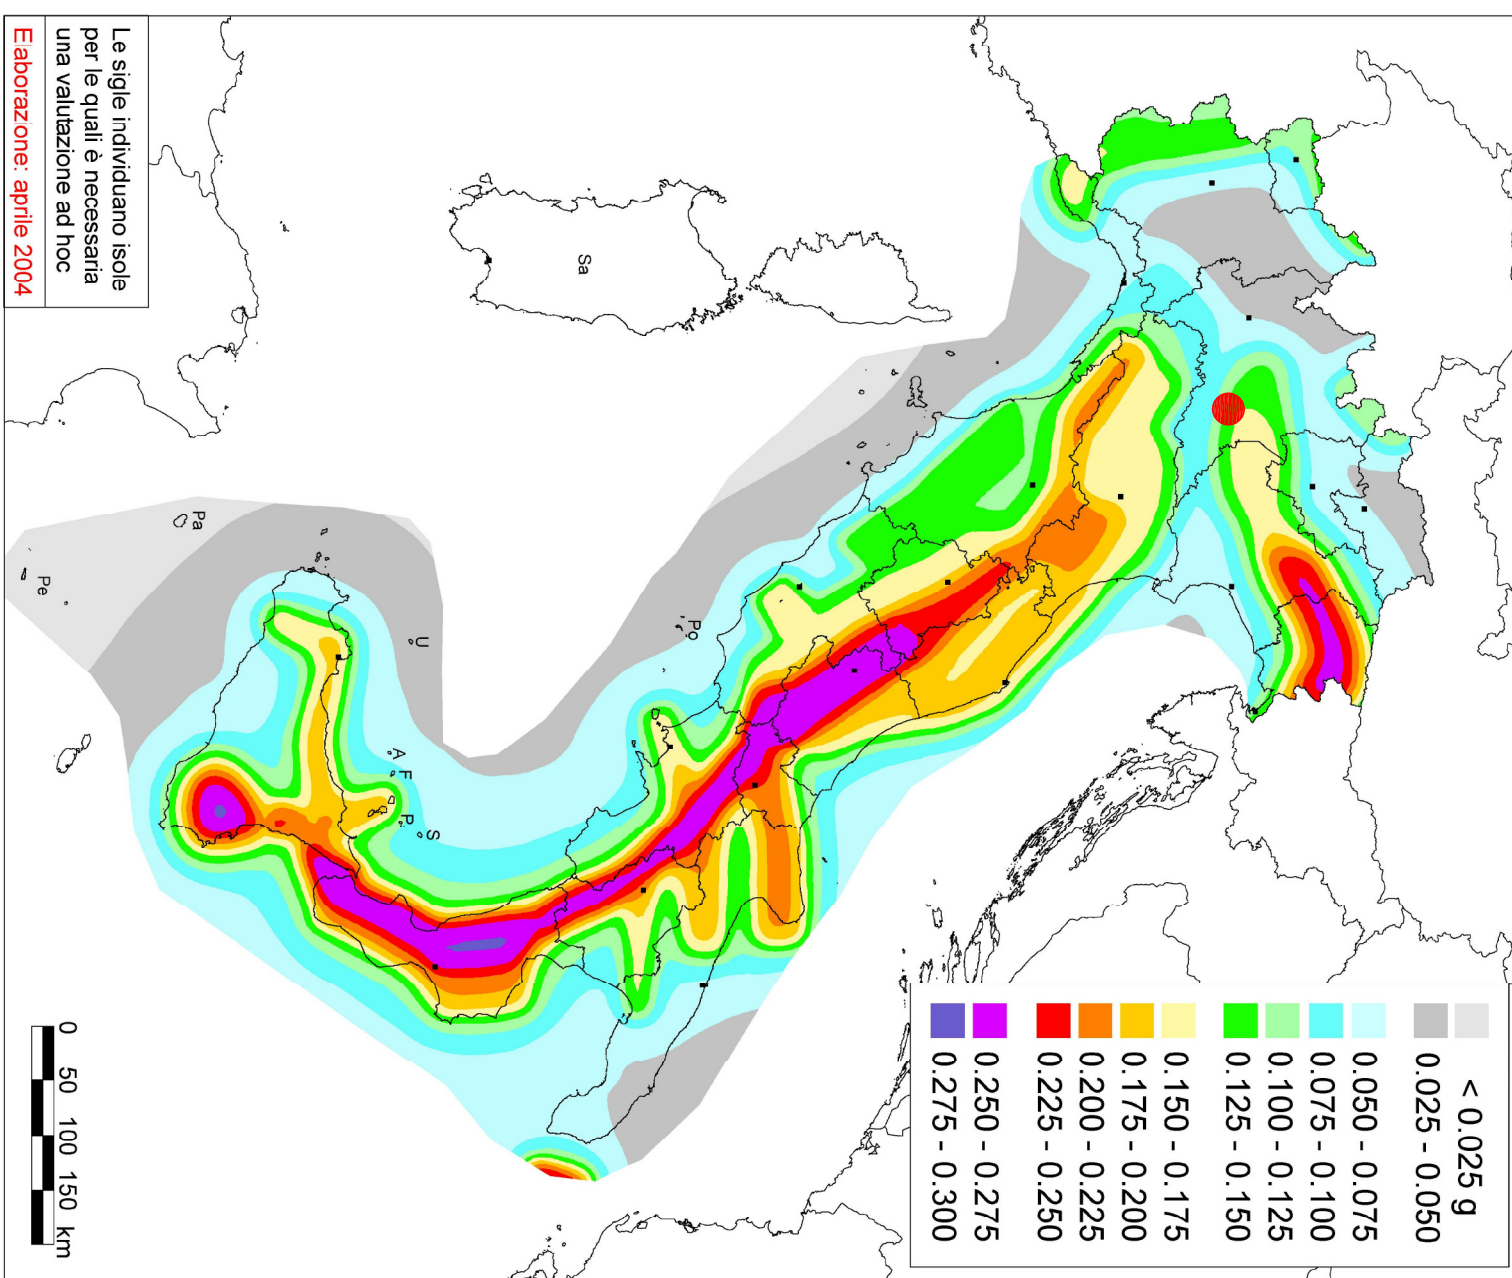 Le sigle individuano isole
per le quali è necessaria
una valutazione ad hoc
Elaborazione: aprile 2004
< 0.025 g
0.025 - 0.050
0.050 - 0.075
0.075 - 0.100
0.100 - 0.125
0.125 - 0.150
0.150 - 0.175
0.175 - 0.200
0.200 - 0.225
0.225 - 0.250
0.250 - 0.275
0.275 - 0.300
Sa
Po
U
A
F
P
S
Pa
Pe
0 50 100 150 km